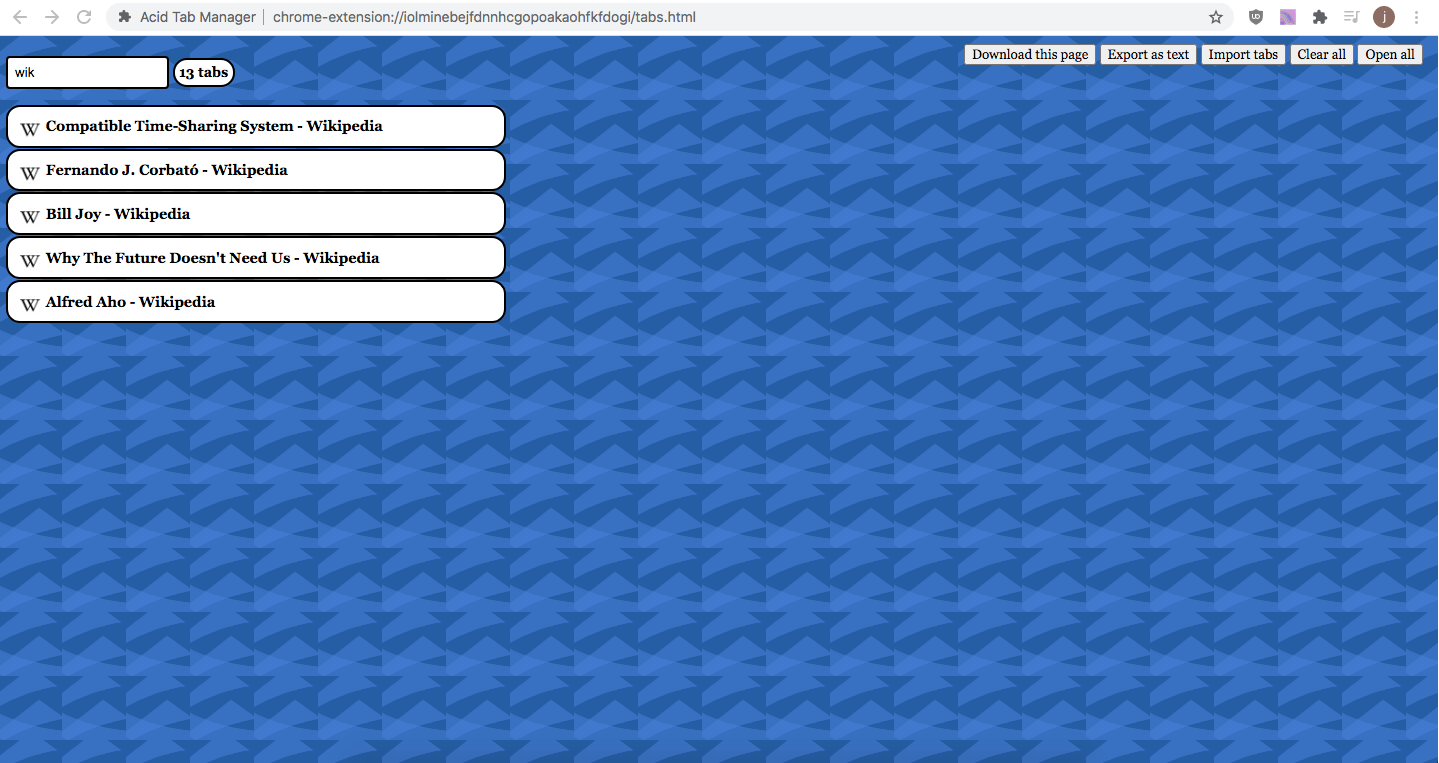 Acid Tab Manager | chrome-extension://iolminebejfdnnhcgopoakaohfkfdogi/tabs.html
j
Download this page Export as text Import tabs Clear all Open all
wik 13 tabs
W Compatible Time-Sharing System - Wikipedia
W Fernando J. Corbató - Wikipedia
W Bill Joy - Wikipedia
W Why The Future Doesn't Need Us - Wikipedia
W Alfred Aho - Wikipedia